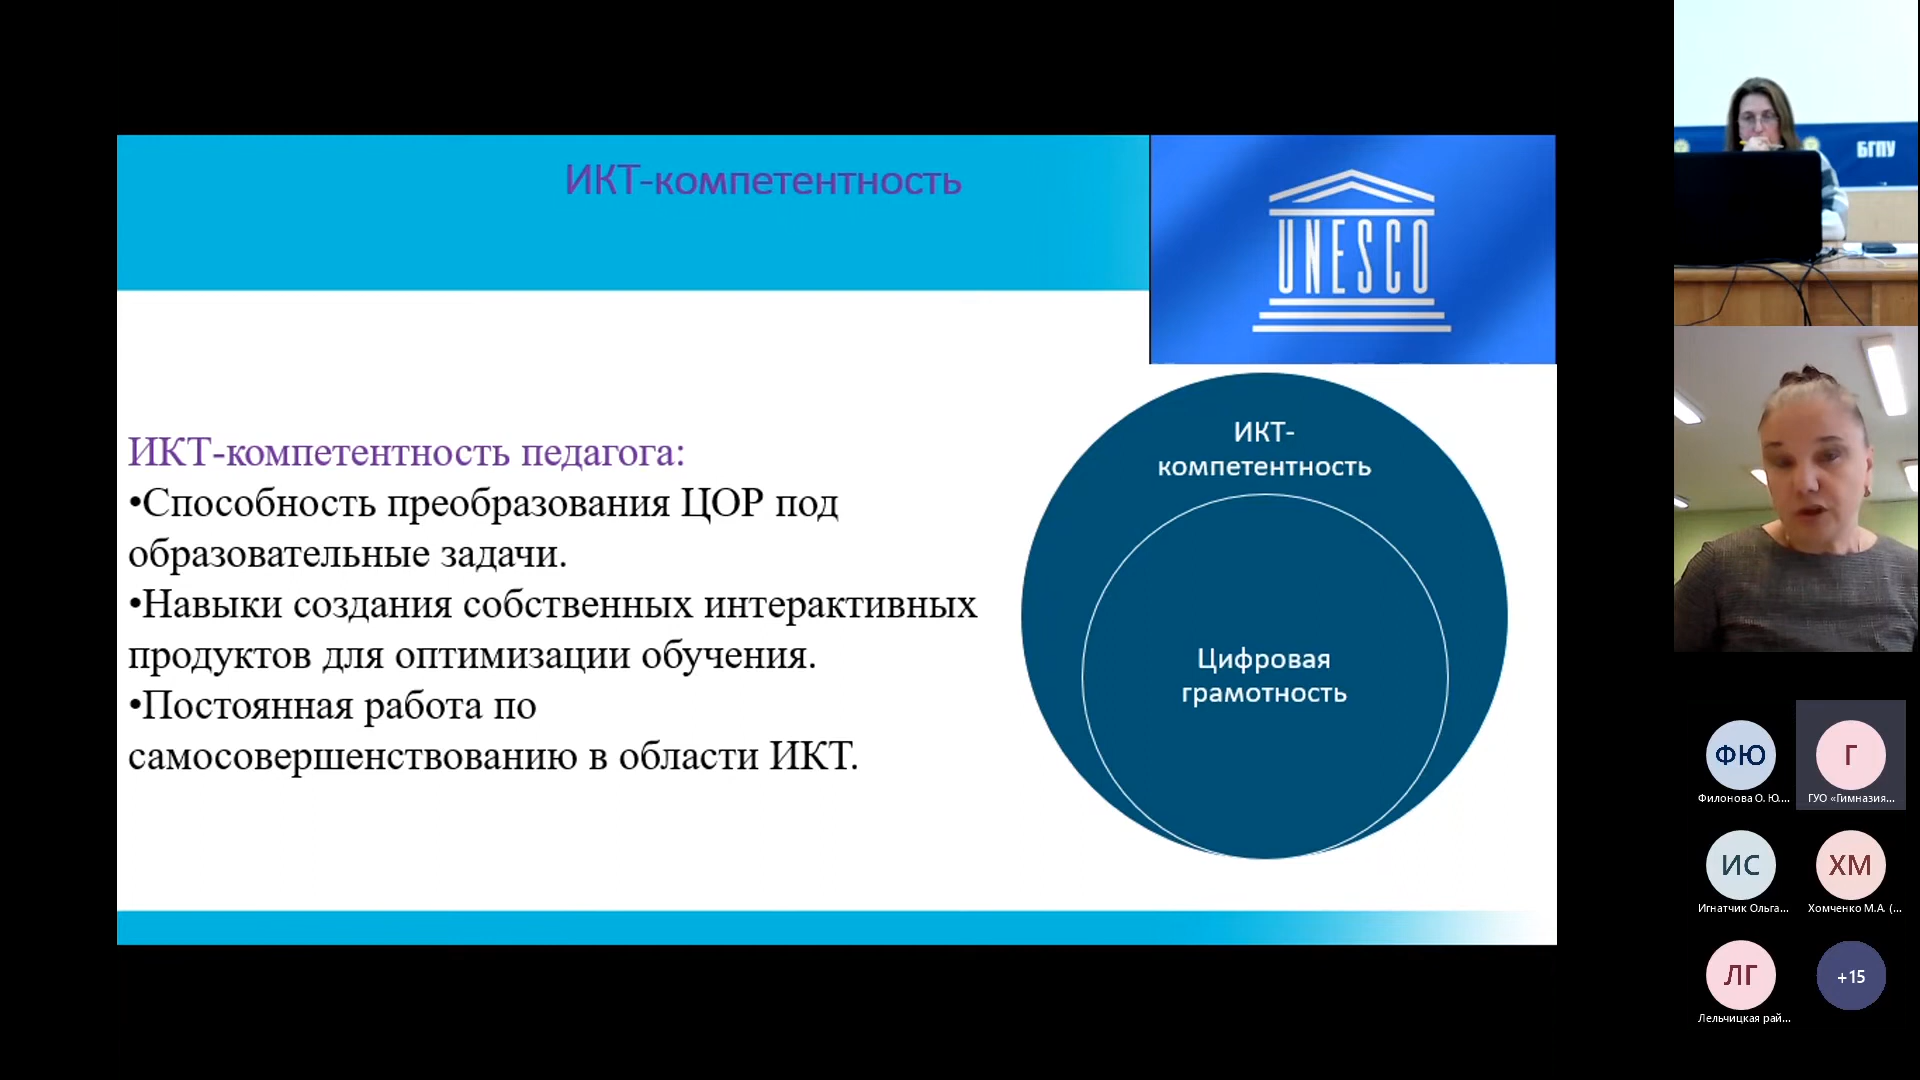 ИКТ-компетентность
UNESCO
ИКТ-компетентность педагога:
•Способность преобразования ЦОР под
образовательные задачи.
•Навыки создания собственных интерактивных
продуктов для оптимизации обучения.
•Постоянная работа по
самосовершенствованию в области ИКТ.
ИКТ-
компетентность
Цифровая
грамотность
БГПУ
ФЮ
Филонова О. Ю....
Г
ГУО «Гимназия...
ИС
Игнатчик Ольга...
ХМ
Хомченко М.А. (...
ЛГ
Лельчицкая рай...
+15